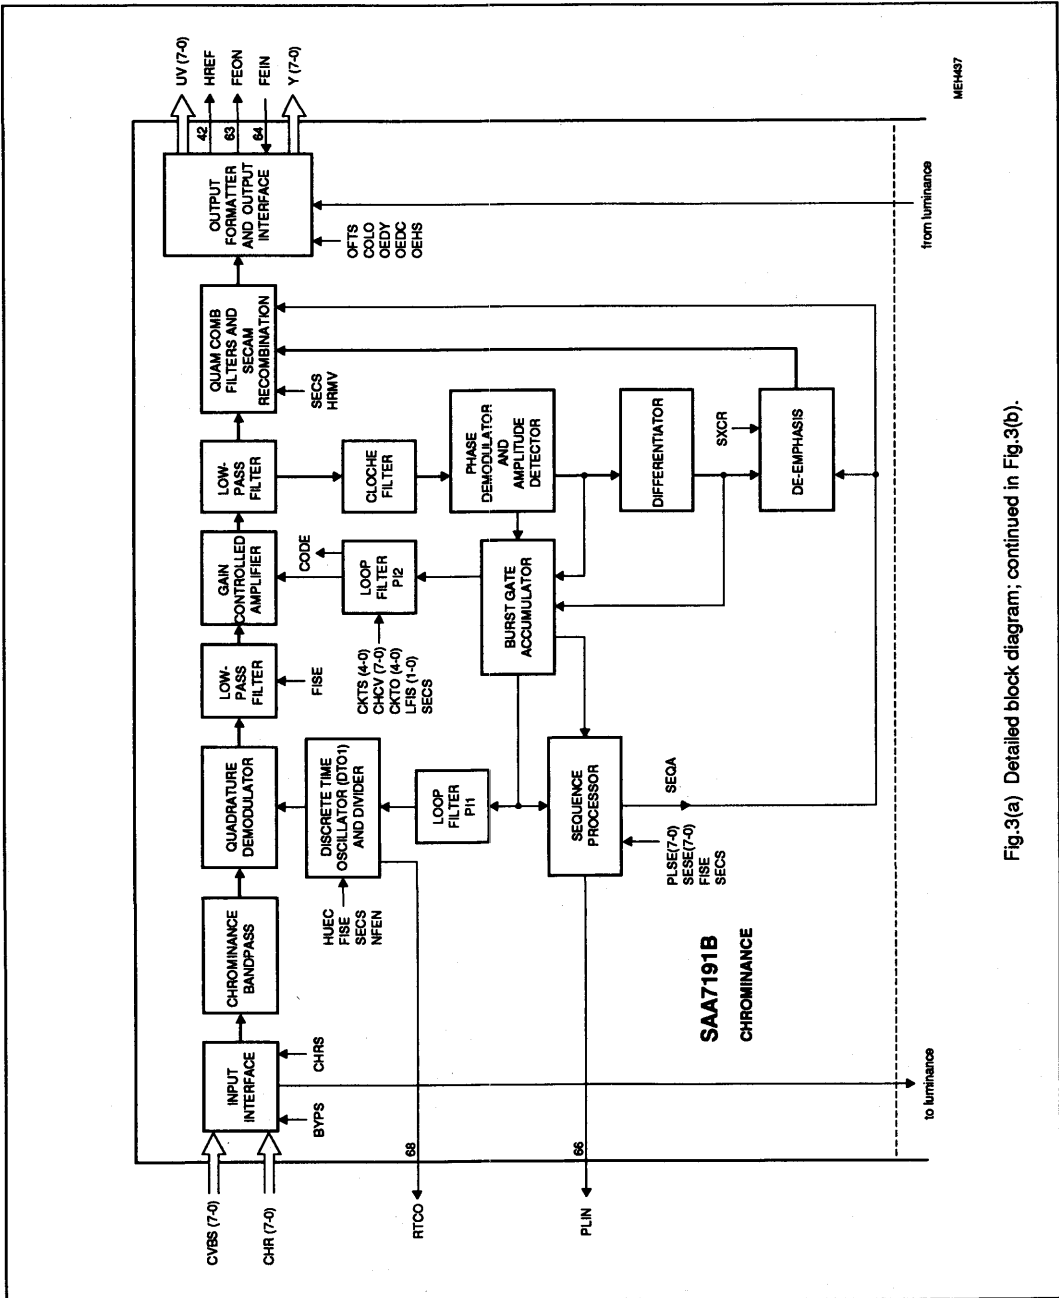 CVBS (7-0)
CHR (7-0)
INPUT
INTERFACE
BYPS
CHRS
CHROMINANCE
BANDPASS
QUADRATURE
DEMODULATOR
LOW-
PASS
FILTER
FISE
GAIN
CONTROLLED
AMPLIFIER
LOW-
PASS
FILTER
QUAM COMB
FILTERS AND
SECAM
RECOMBINATION
SECS
HRMV
OUTPUT
FORMATTER
AND OUTPUT
INTERFACE
OFTS
COLO
OEDY
OEDC
OEHS
UV (7-0)
42
HREF
63
FEON
64
FEIN
Y (7-0)
HUEC
FISE
SECS
NFEN
DISCRETE TIME
OSCILLATOR (DTO1)
AND DIVIDER
LOOP
FILTER
PI1
CKTS (4-0)
CHCV (7-0)
CKTO (4-0)
LFIS (1-0)
SECS
LOOP
FILTER
PI2
CODE
CLOCHE
FILTER
PHASE
DEMODULATOR
AND
AMPLITUDE
DETECTOR
BURST GATE
ACCUMULATOR
DIFFERENTIATOR
SXCR
DE-EMPHASIS
RTCO
68
PLIN
66
SEQUENCE
PROCESSOR
PLSE(7-0)
SESE(7-0)
FISE
SECS
SEQA
SAA7191B
CHROMINANCE
to luminance
from luminance
MEH437
Fig.3(a) Detailed block diagram; continued in Fig.3(b).